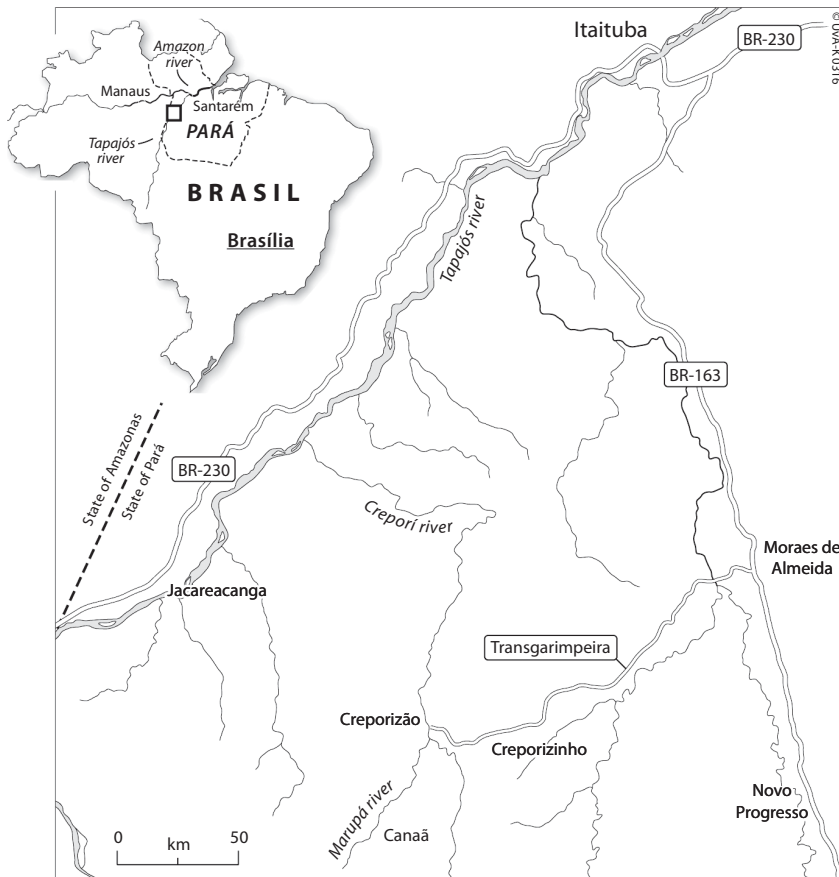 © UVA-K 0316
Itaituba
BR-230
Amazon
river
Manaus
Santarém
PARÁ
Tapajós
river
BRASIL
Brasília
Tapajós river
BR-163
State of Amazonas
State of Pará
BR-230
Creporí river
Moraes de
Almeida
Jacareacanga
Transgarimpeira
Creporizão
Creporizinho
Marupá river
Canaã
Novo
Progresso
0 50
km